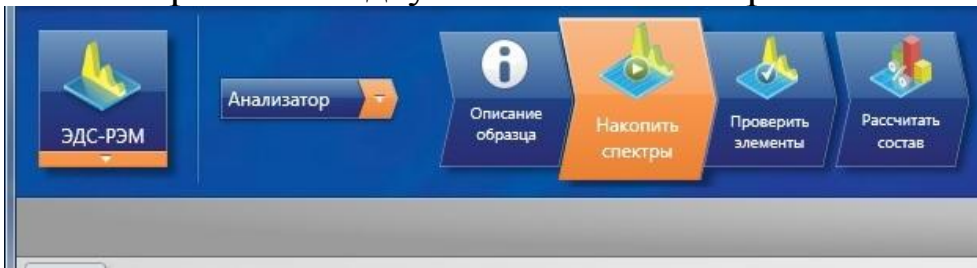 ЭДС-РЭМ
Анализатор
Описание
образца
Накопить
спектры
Проверить
элементы
Рассчитать
состав